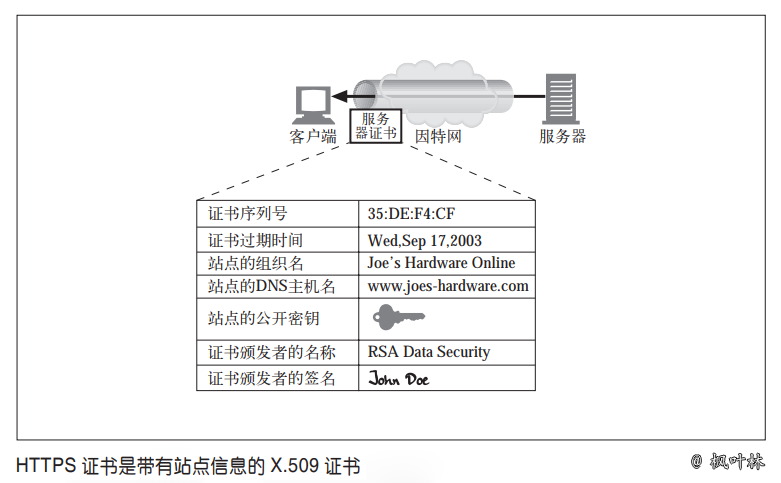 客户端
服务
器证书
因特网
服务器
证书序列号 35:DE:F4:CF
证书过期时间 Wed,Sep 17,2003
站点的组织名 Joe's Hardware Online
站点的DNS主机名 www.joes-hardware.com
站点的公开密钥
证书颁发者的名称 RSA Data Security
证书颁发者的签名 John Doe
HTTPS 证书是带有站点信息的 X.509 证书
@ 枫叶林